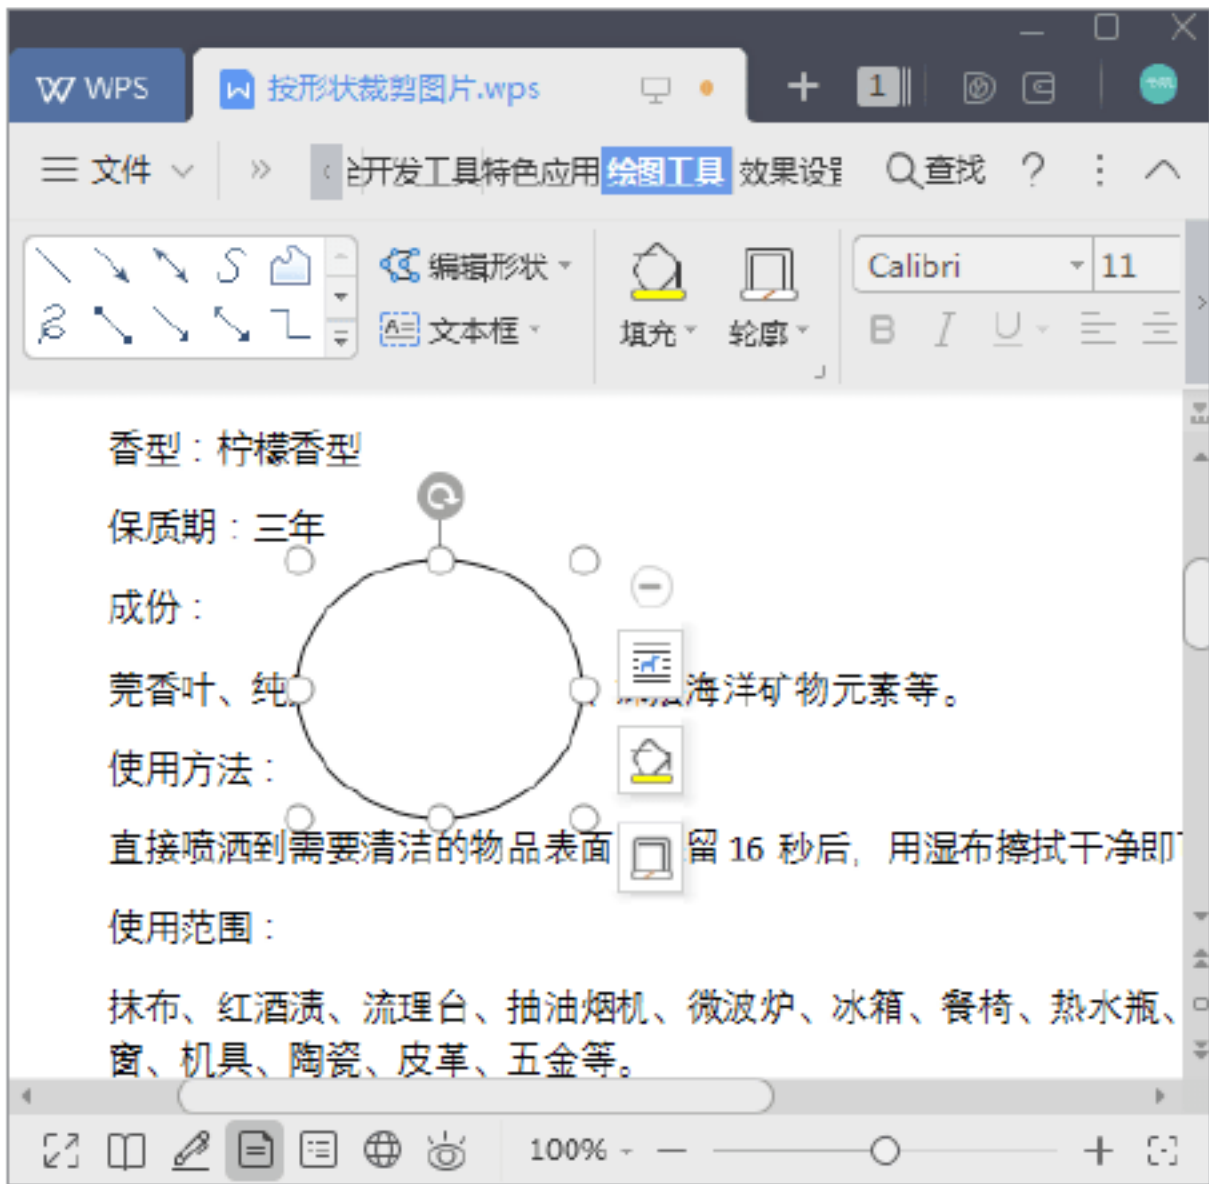 WPS 按形状裁剪图片.wps 1
文件 开发工具 特色应用 绘图工具 效果设置 查找
编辑形状
文本框 填充 轮廓
Calibri 11
B I U
香型：柠檬香型
保质期：三年
成份：
莞香叶、纯 海洋矿物元素等。
使用方法：
直接喷洒到需要清洁的物品表面 留 16 秒后，用湿布擦拭干净即
使用范围：
抹布、红酒渍、流理台、抽油烟机、微波炉、冰箱、餐椅、热水瓶、
窗、机具、陶瓷、皮革、五金等。
100%